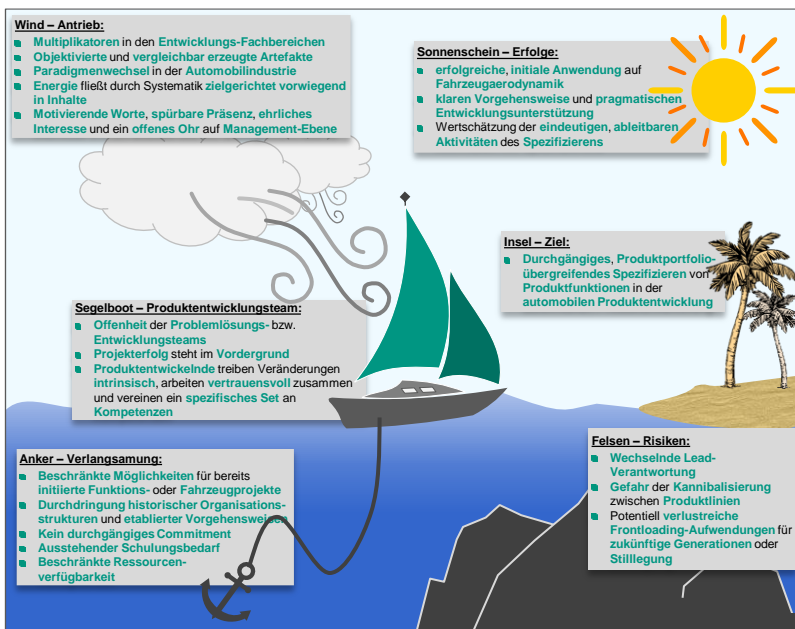 Wind – Antrieb:
Multiplikatoren in den Entwicklungs-Fachbereichen
Objektivierte und vergleichbar erzeugte Artefakte
Paradigmenwechsel in der Automobilindustrie
Energie fließt durch Systematik zielgerichtet vorwiegend
in Inhalte
Motivierende Worte, spürbare Präsenz, ehrliches
Interesse und ein offenes Ohr auf Management-Ebene
Sonnenschein – Erfolge:
erfolgreiche, initiale Anwendung auf
Fahrzeugaerodynamik
klaren Vorgehensweise und pragmatischen
Entwicklungsunterstützung
Wertschätzung der eindeutigen, ableitbaren
Aktivitäten des Spezifizierens
Insel – Ziel:
Durchgängiges, Produktportfolio-
übergreifendes Spezifizieren von
Produktfunktionen in der
automobilen Produktentwicklung
Segelboot – Produktentwicklungsteam:
Offenheit der Problemlösungs- bzw.
Entwicklungsteams
Projekterfolg steht im Vordergrund
Produktentwickelnde treiben Veränderungen
intrinsisch, arbeiten vertrauensvoll zusammen
und vereinen ein spezifisches Set an
Kompetenzen
Anker – Verlangsamung:
Beschränkte Möglichkeiten für bereits
initiierte Funktions- oder Fahrzeugprojekte
Durchdringung historischer Organisations-
strukturen und etablierter Vorgehensweisen
Kein durchgängiges Commitment
Ausstehender Schulungsbedarf
Beschränkte Ressourcen-
verfügbarkeit
Felsen – Risiken:
Wechselnde Lead-
Verantwortung
Gefahr der Kannibalisierung
zwischen Produktlinien
Potentiell verlustreiche
Frontloading-Aufwendungen für
zukünftige Generationen oder
Stilllegung